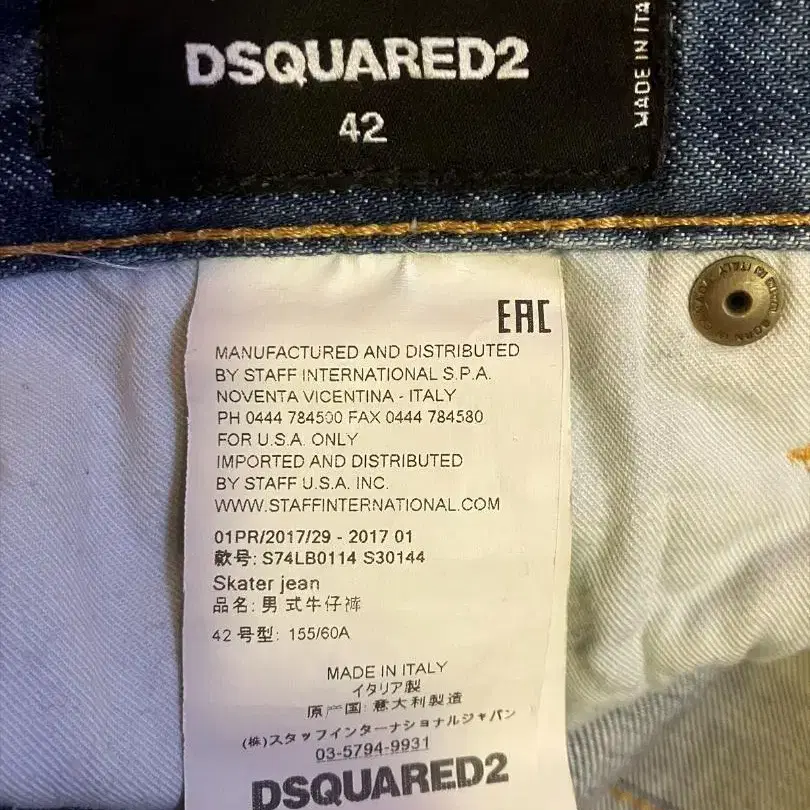 DSQUARED2
42
MADE IN ITA
EAC
MANUFACTURED AND DISTRIBUTED
BY STAFF INTERNATIONAL S.P.A.
NOVENTA VICENTINA - ITALY
PH 0444 784500 FAX 0444 784580
FOR U.S.A. ONLY
IMPORTED AND DISTRIBUTED
BY STAFF U.S.A. INC.
WWW.STAFFINTERNATIONAL.COM
01PR/2017/29 - 2017 01
款号: S74LB0114 S30144
Skater jean
品名: 男式牛仔裤
42 号型: 155/60A
MADE IN ITALY
イタリア製
原产国: 意大利製造
(株)スタッフインターナショナルジャパン
03-5794-9931
DSQUARED2